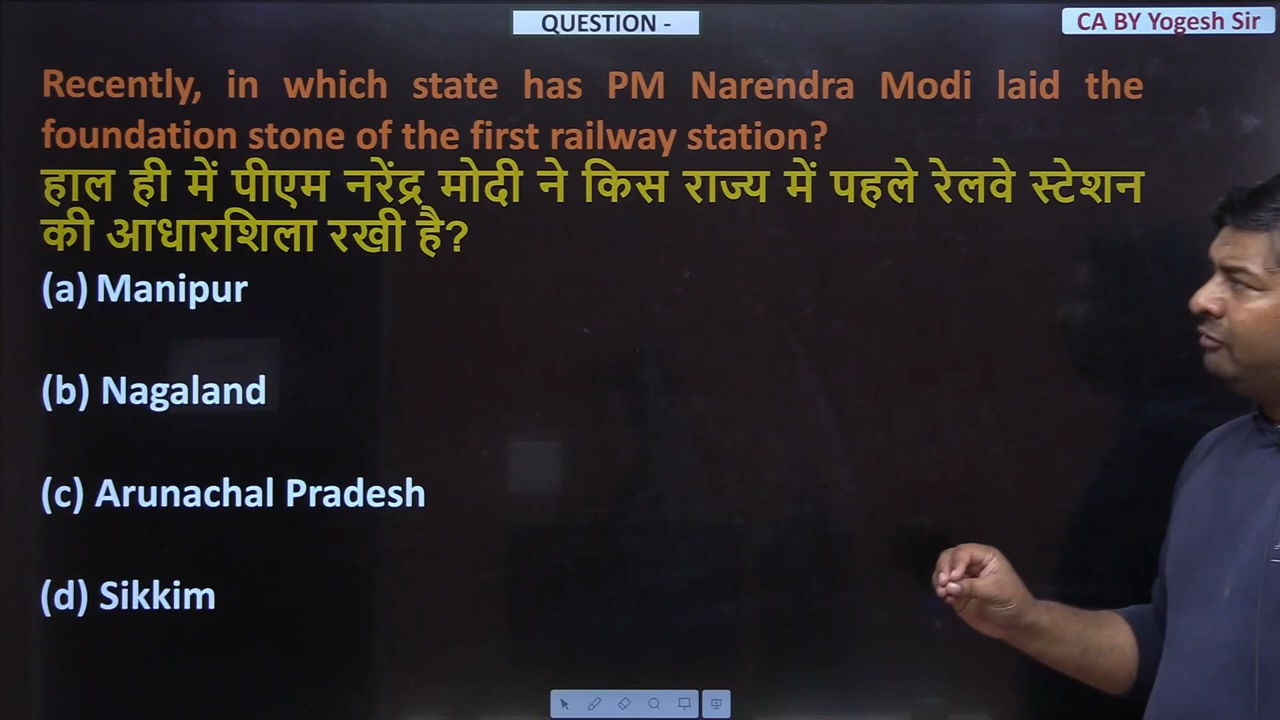 QUESTION -
CA BY Yogesh Sir
Recently, in which state has PM Narendra Modi laid the
foundation stone of the first railway station?
हाल ही में पीएम नरेंद्र मोदी ने किस राज्य में पहले रेलवे स्टेशन
की आधारशिला रखी है?
(a) Manipur
(b) Nagaland
(c) Arunachal Pradesh
(d) Sikkim